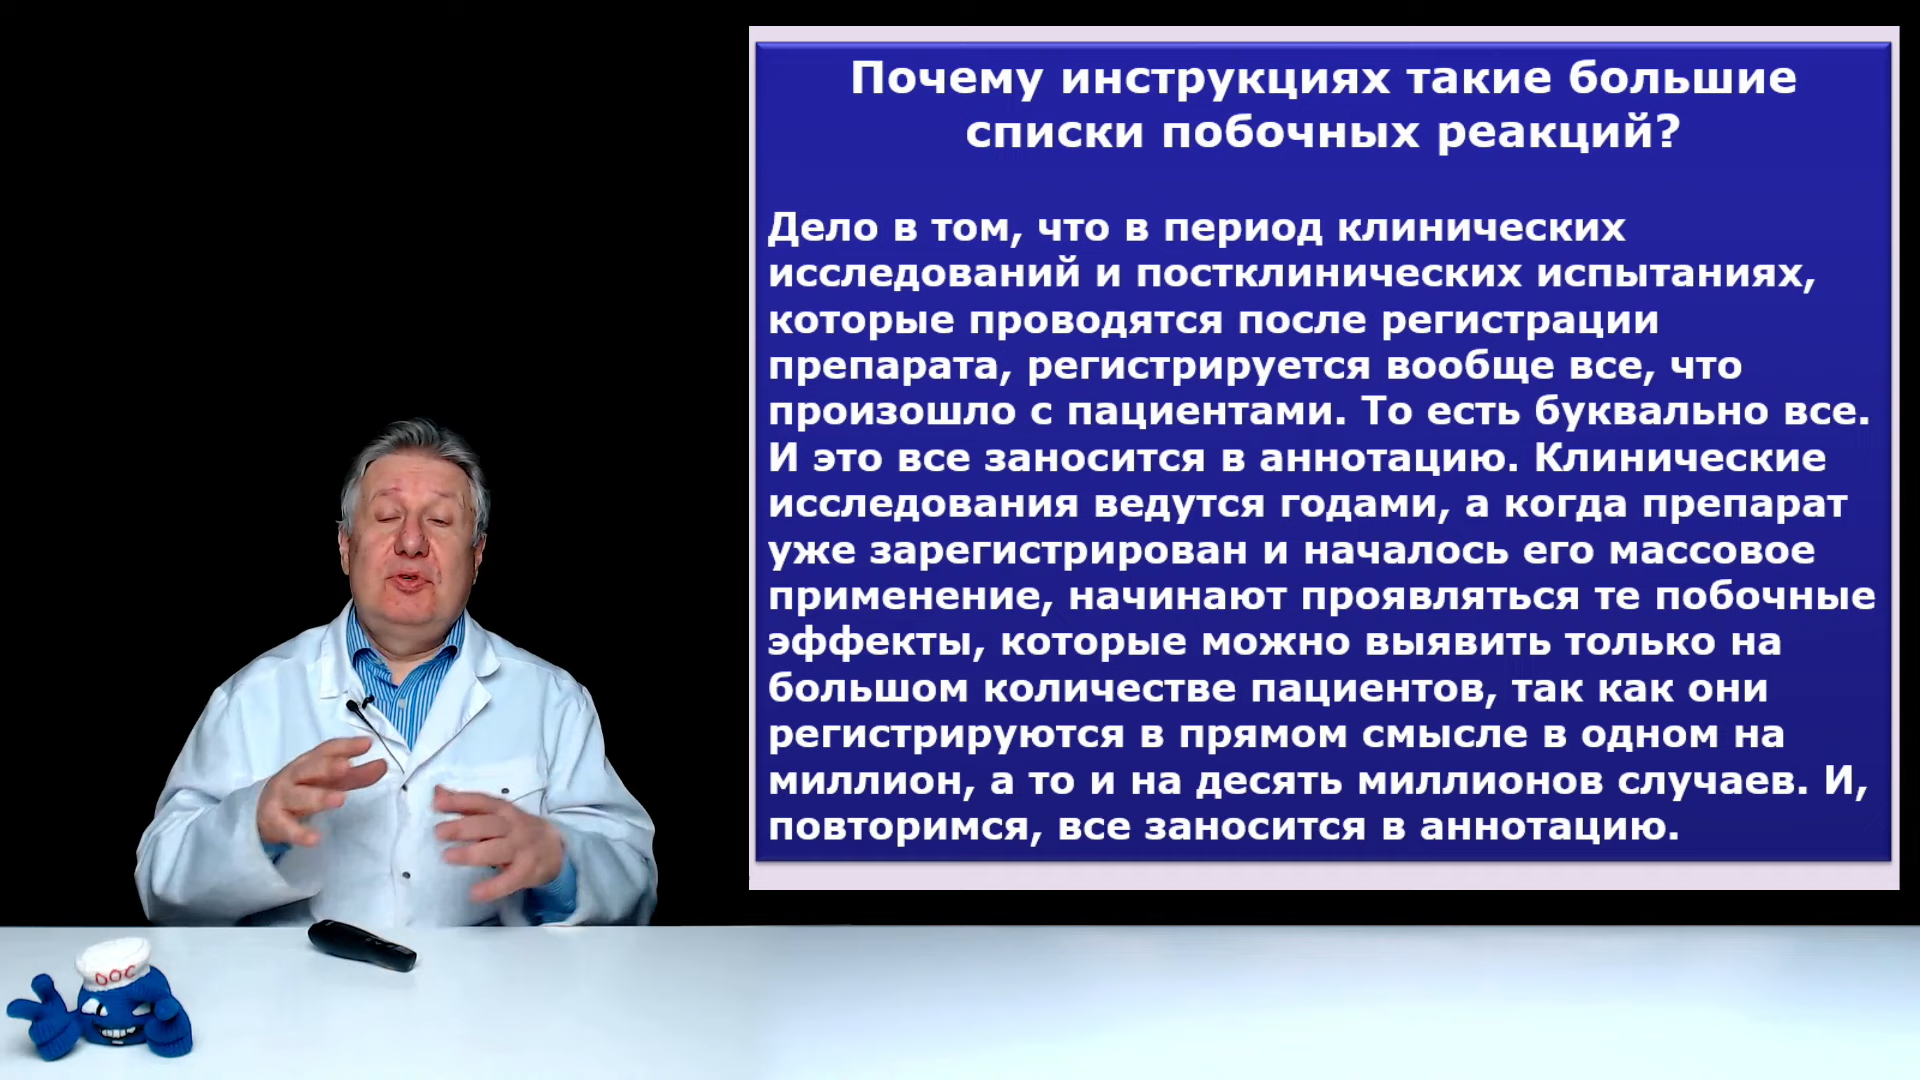 Почему инструкциях такие большие
списки побочных реакций?
Дело в том, что в период клинических
исследований и постклинических испытаниях,
которые проводятся после регистрации
препарата, регистрируется вообще все, что
произошло с пациентами. То есть буквально все.
И это все заносится в аннотацию. Клинические
исследования ведутся годами, а когда препарат
уже зарегистрирован и началось его массовое
применение, начинают проявляться те побочные
эффекты, которые можно выявить только на
большом количестве пациентов, так как они
регистрируются в прямом смысле в одном на
миллион, а то и на десять миллионов случаев. И,
повторимся, все заносится в аннотацию.
DOC